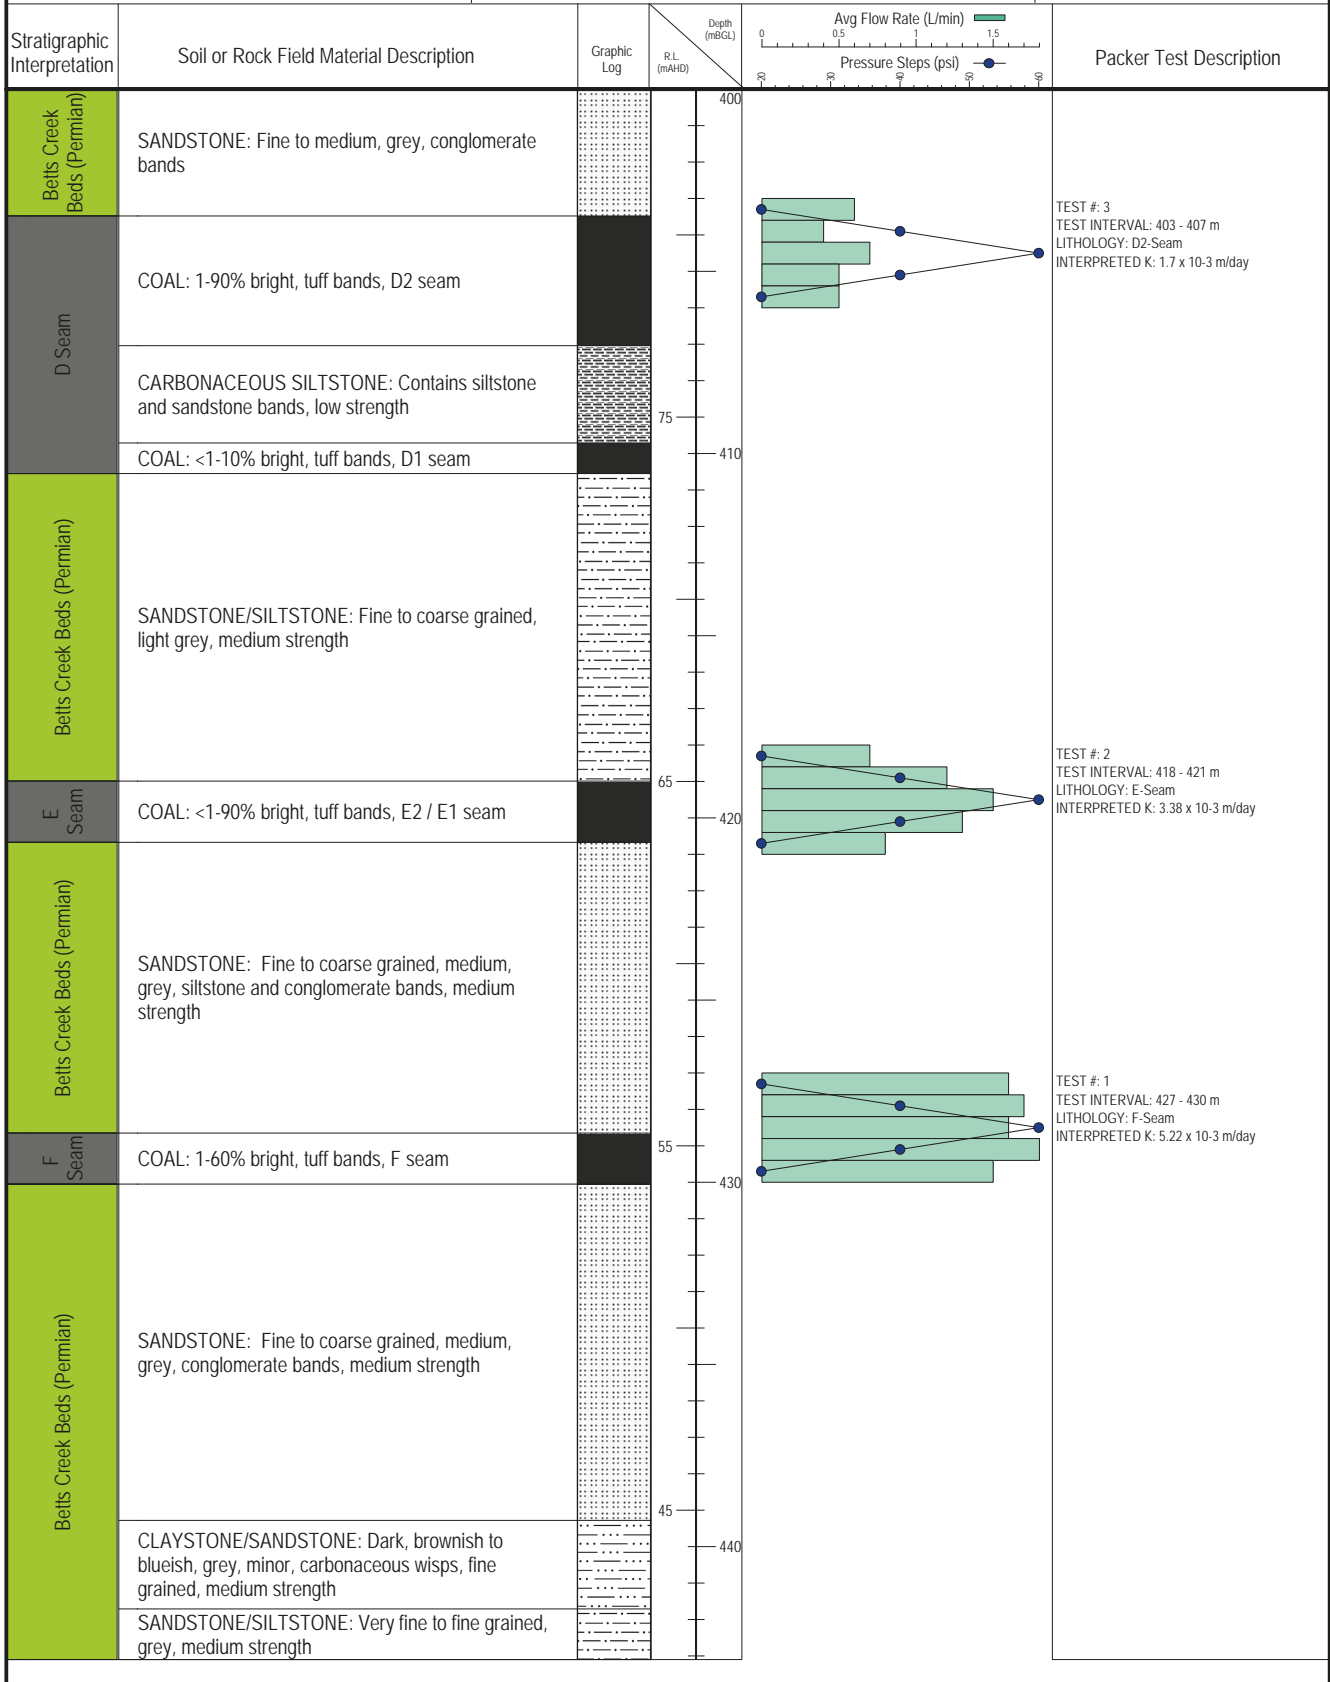 Stratigraphic
Interpretation
Soil or Rock Field Material Description
Graphic
Log
R.L.
(mAHD)
Depth
(mBGL)
Avg Flow Rate (L/min)
0 0.5 1 1.5
Pressure Steps (psi)
20 30 40 50 60
Packer Test Description
Betts Creek
Beds (Permian)
SANDSTONE: Fine to medium, grey, conglomerate
bands
400
D Seam
COAL: 1-90% bright, tuff bands, D2 seam
TEST #: 3
TEST INTERVAL: 403 - 407 m
LITHOLOGY: D2-Seam
INTERPRETED K: 1.7 x 10-3 m/day
CARBONACEOUS SILTSTONE: Contains siltstone
and sandstone bands, low strength
75
COAL: <1-10% bright, tuff bands, D1 seam
410
Betts Creek Beds (Permian)
SANDSTONE/SILTSTONE: Fine to coarse grained,
light grey, medium strength
65
TEST #: 2
TEST INTERVAL: 418 - 421 m
LITHOLOGY: E-Seam
INTERPRETED K: 3.38 x 10-3 m/day
E
Seam
COAL: <1-90% bright, tuff bands, E2 / E1 seam
420
Betts Creek Beds (Permian)
SANDSTONE:  Fine to coarse grained, medium,
grey, siltstone and conglomerate bands, medium
strength
TEST #: 1
TEST INTERVAL: 427 - 430 m
LITHOLOGY: F-Seam
INTERPRETED K: 5.22 x 10-3 m/day
F
Seam
COAL: 1-60% bright, tuff bands, F seam
55
430
Betts Creek Beds (Permian)
SANDSTONE:  Fine to coarse grained, medium,
grey, conglomerate bands, medium strength
45
CLAYSTONE/SANDSTONE: Dark, brownish to
blueish, grey, minor, carbonaceous wisps, fine
grained, medium strength
440
SANDSTONE/SILTSTONE: Very fine to fine grained,
grey, medium strength